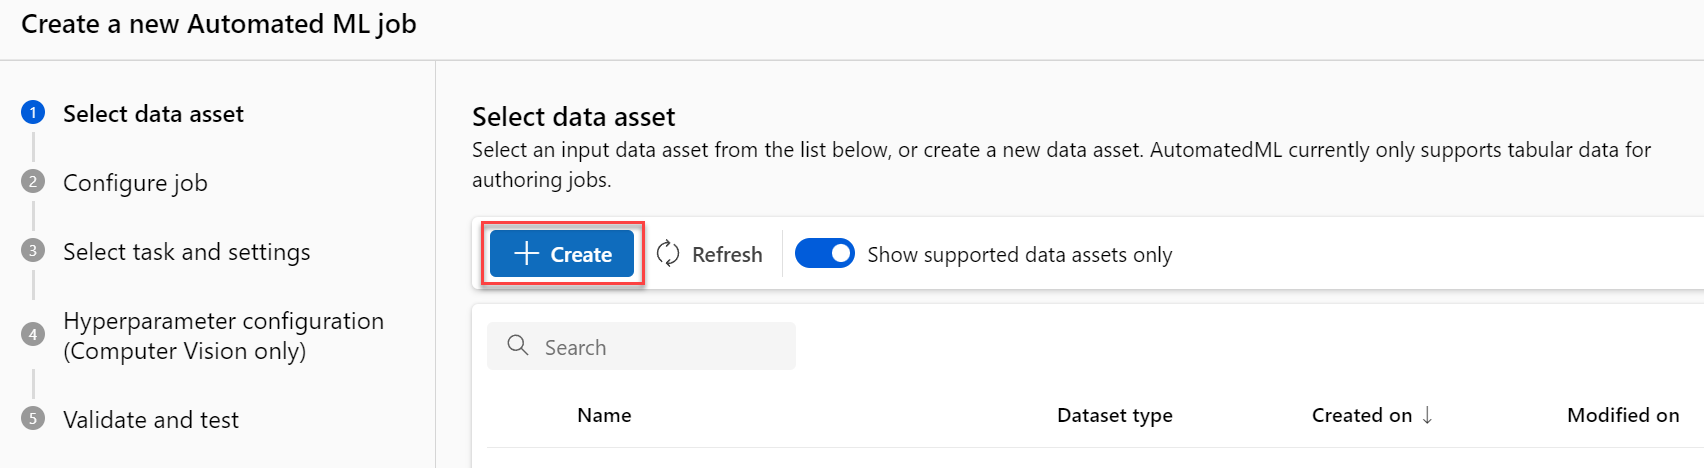 Create a new Automated ML job
1
Select data asset
2
Configure job
3
Select task and settings
4
Hyperparameter configuration
(Computer Vision only)
5
Validate and test
Select data asset
Select an input data asset from the list below, or create a new data asset. AutomatedML currently only supports tabular data for
authoring jobs.
Create
Refresh
Show supported data assets only
Search
Name
Dataset type
Created on ↓
Modified on